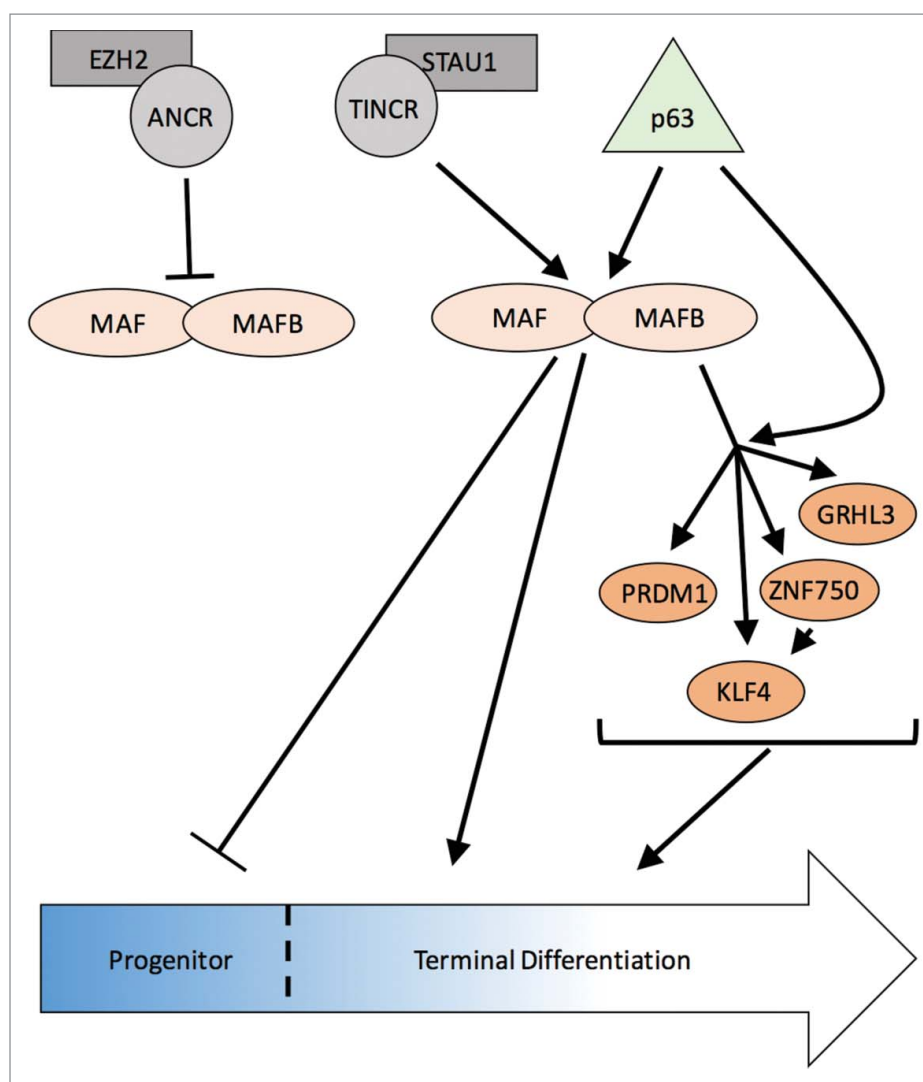 EZH2
ANCR
STAU1
TINCR
p63
MAF
MAFB
MAF
MAFB
GRHL3
PRDM1
ZNF750
KLF4
Progenitor
Terminal Differentiation